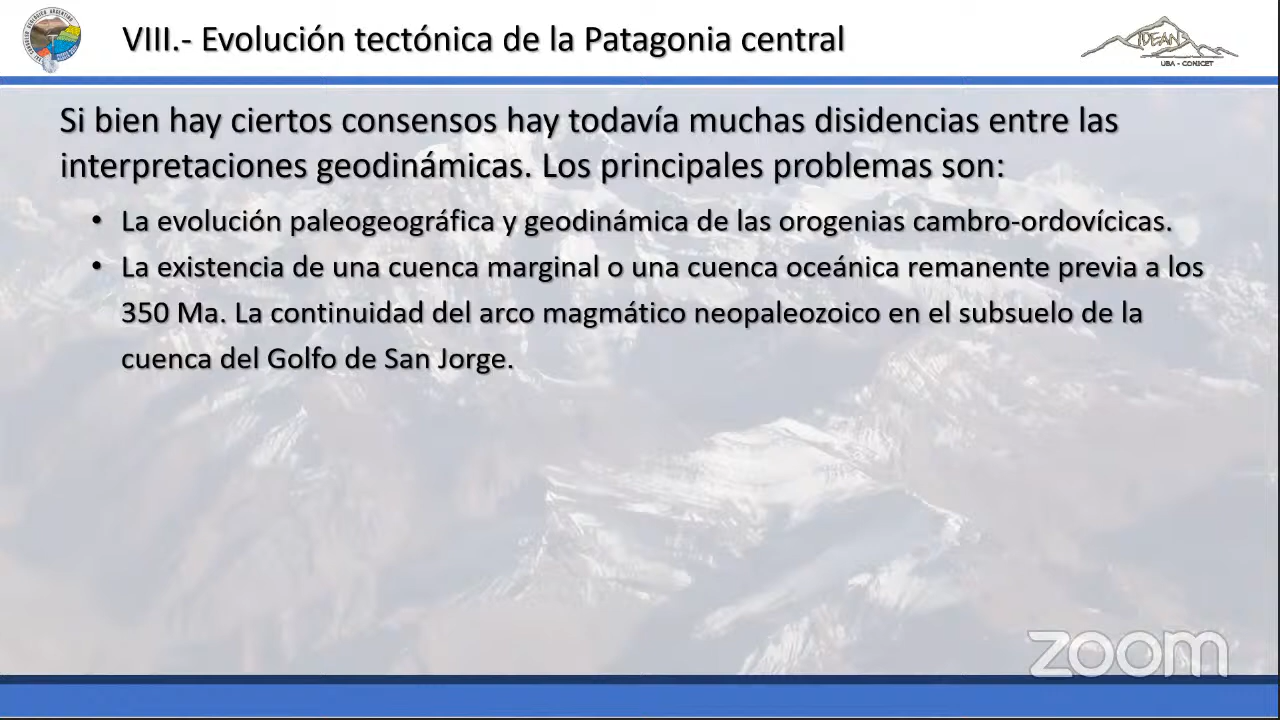 VIII.- Evolución tectónica de la Patagonia central
IDEAN
UBA - CONICET
Si bien hay ciertos consensos hay todavía muchas disidencias entre las
interpretaciones geodinámicas. Los principales problemas son:
• La evolución paleogeográfica y geodinámica de las orogenias cambro-ordovícicas.
• La existencia de una cuenca marginal o una cuenca oceánica remanente previa a los
350 Ma. La continuidad del arco magmático neopaleozoico en el subsuelo de la
cuenca del Golfo de San Jorge.
zoom